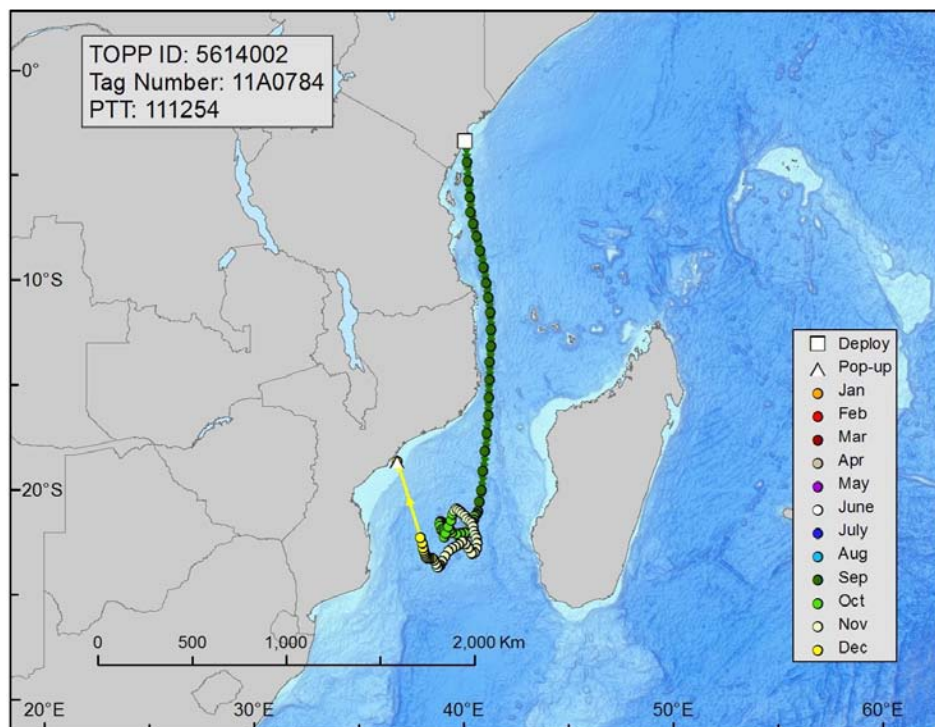 TOPP ID: 5614002
Tag Number: 11A0784
PTT: 111254
0°
10°S
20°S
Deploy
Pop-up
Jan
Feb
Mar
Apr
May
June
July
Aug
Sep
Oct
Nov
Dec
0 500 1,000 2,000 Km
20°E 30°E 40°E 50°E 60°E